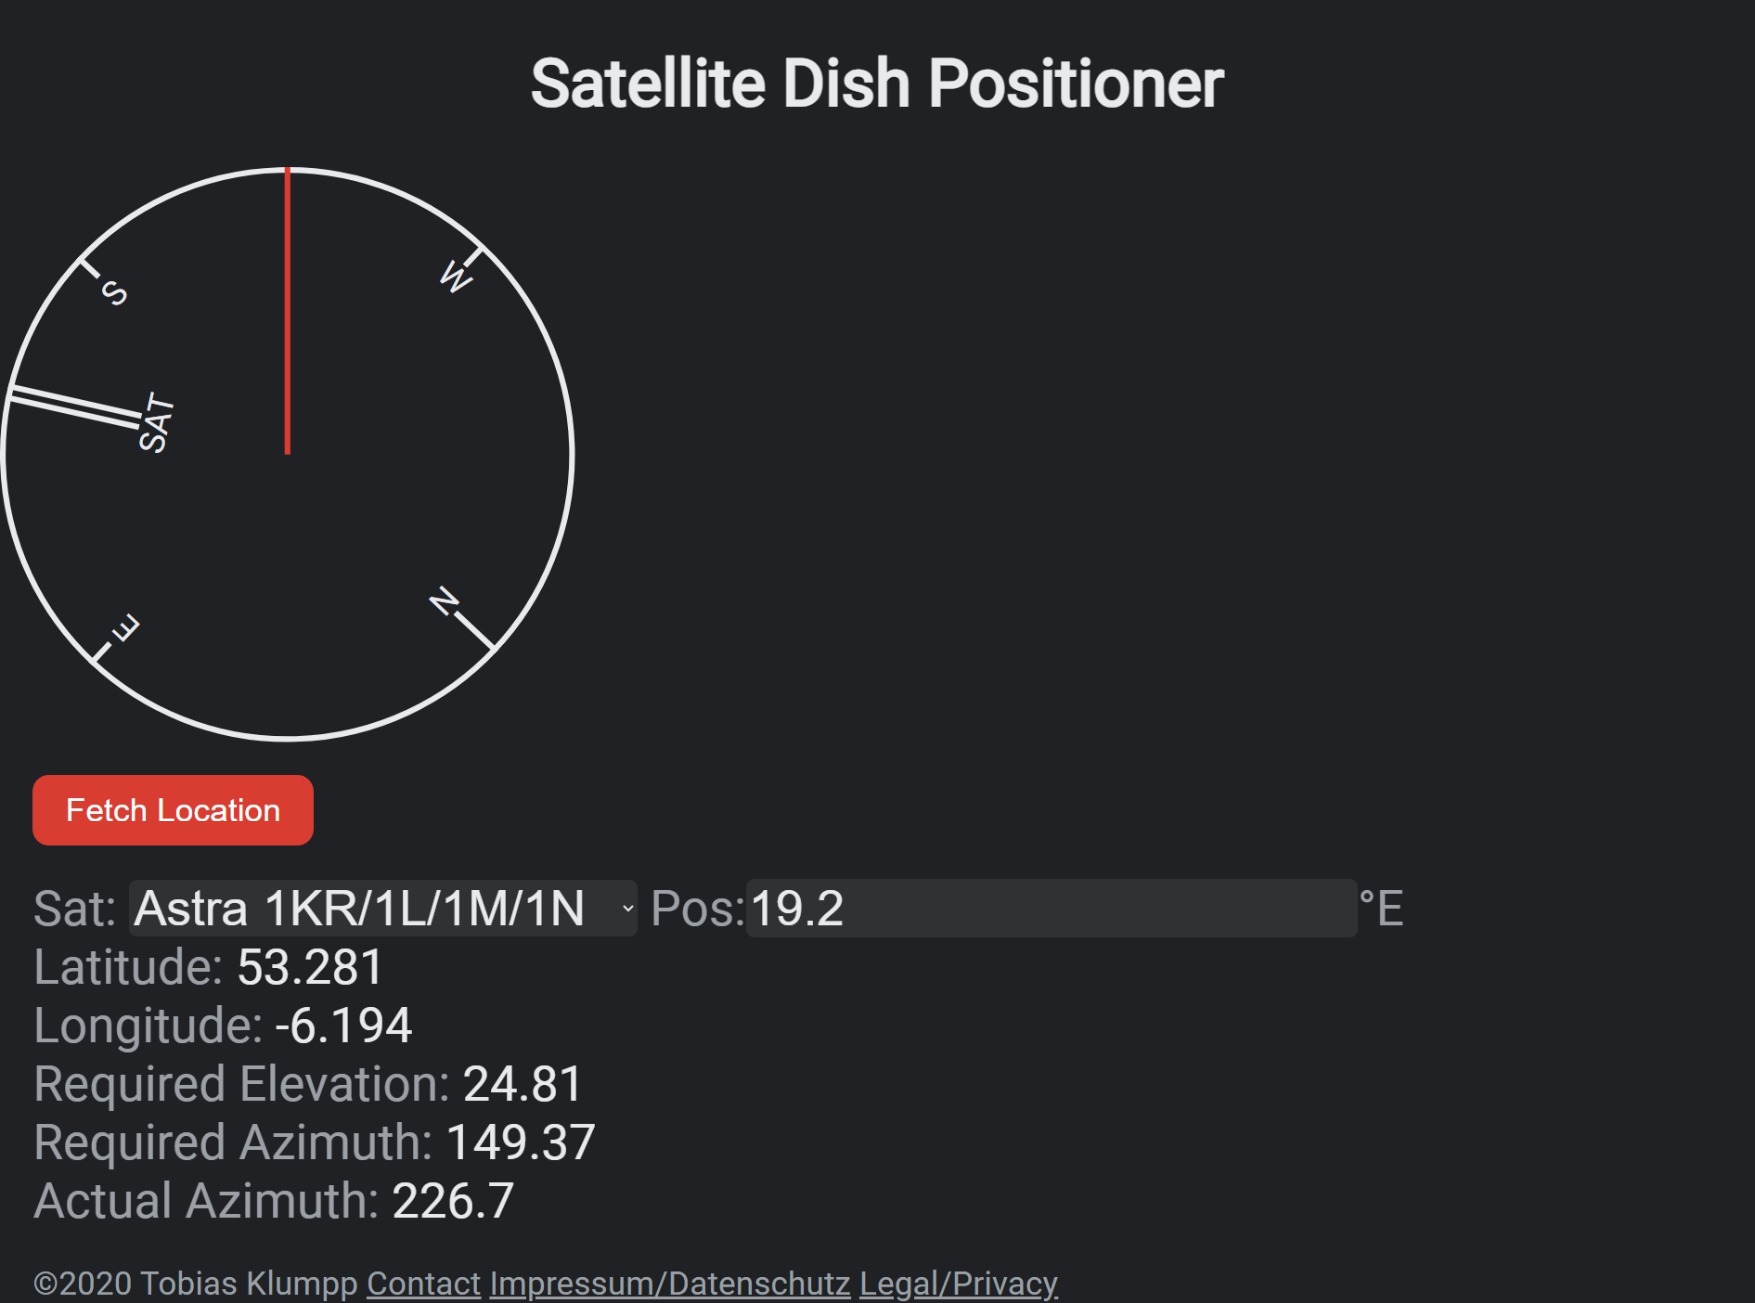 Satellite Dish Positioner
S
W
SAT
N
E
Fetch Location
Sat: Astra 1KR/1L/1M/1N Pos:19.2 °E
Latitude: 53.281
Longitude: -6.194
Required Elevation: 24.81
Required Azimuth: 149.37
Actual Azimuth: 226.7
©2020 Tobias Klumpp Contact Impressum/Datenschutz Legal/Privacy